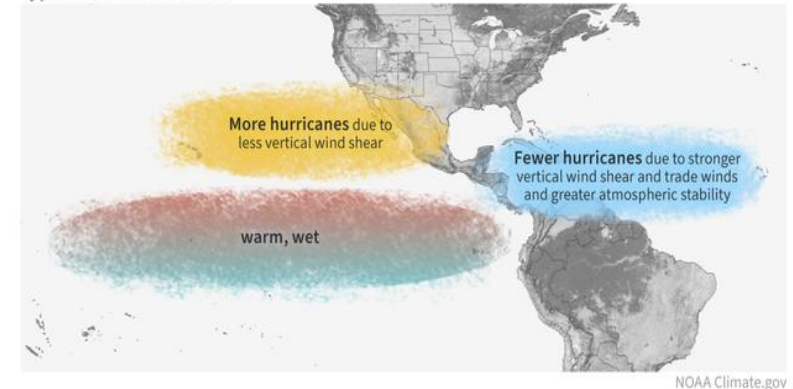 More hurricanes due to
less vertical wind shear
Fewer hurricanes due to stronger
vertical wind shear and trade winds
and greater atmospheric stability
warm, wet
NOAA Climate.gov